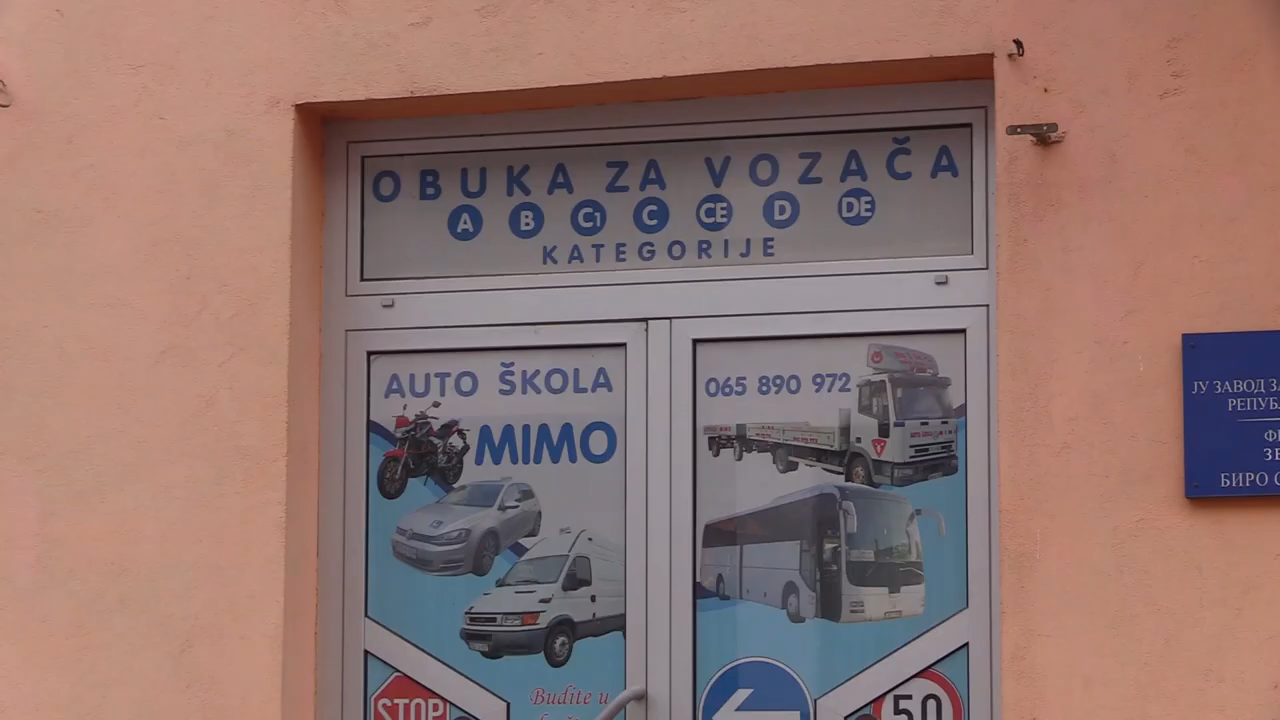 OBUKA ZA VOZAČA
A B C1 C CE D DE
KATEGORIJE
AUTO ŠKOLA
MIMO
065 890 972
Budite u
STOP
50
ЈУ ЗАВОД ЗА
БИРО